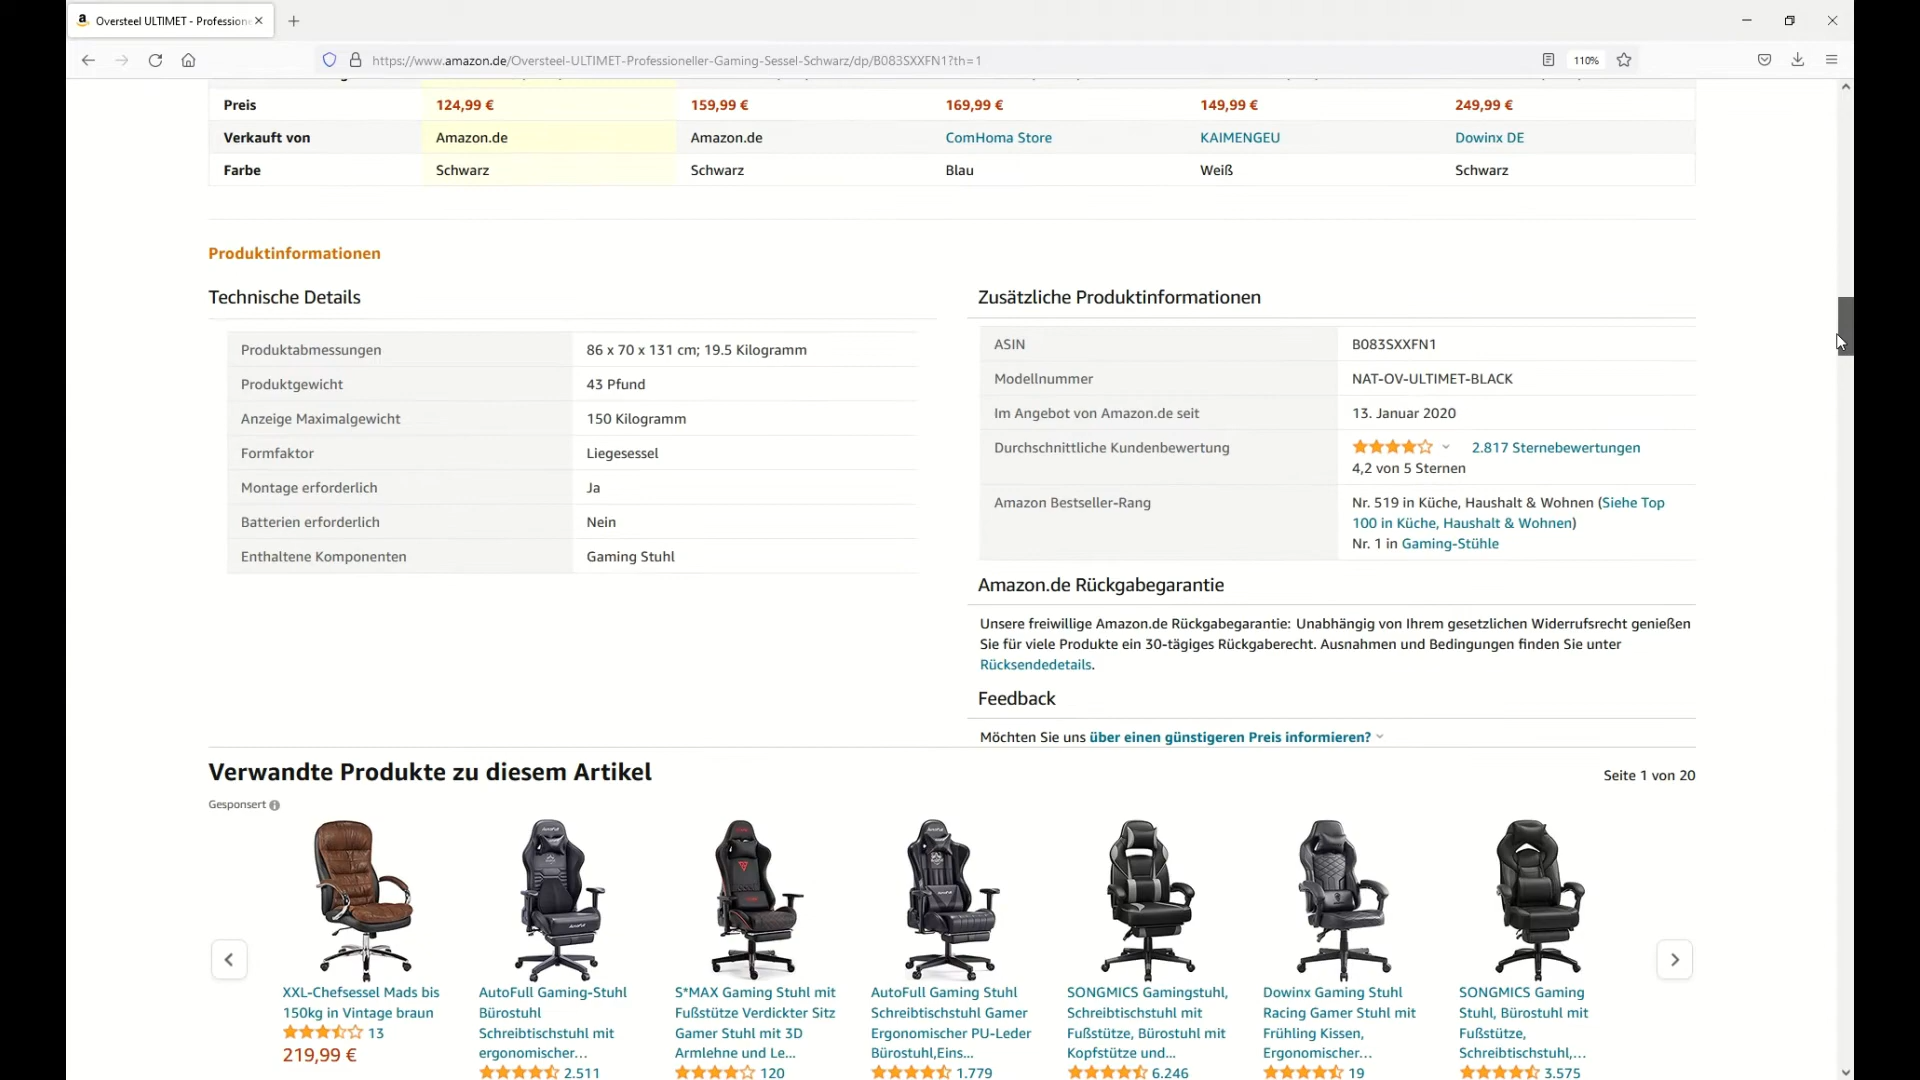 Oversteel ULTIMET - Professione
https://www.amazon.de/Oversteel-ULTIMET-Professioneller-Gaming-Sessel-Schwarz/dp/B083SXXFN1?th=1
110%
Preis 124,99 € 159,99 € 169,99 € 149,99 € 249,99 €
Verkauft von Amazon.de Amazon.de ComHoma Store KAIMENGEU Dowinx DE
Farbe Schwarz Schwarz Blau Weiß Schwarz
Produktinformationen
Technische Details
Produktabmessungen 86 x 70 x 131 cm; 19.5 Kilogramm
Produktgewicht 43 Pfund
Anzeige Maximalgewicht 150 Kilogramm
Formfaktor Liegesessel
Montage erforderlich Ja
Batterien erforderlich Nein
Enthaltene Komponenten Gaming Stuhl
Zusätzliche Produktinformationen
ASIN B083SXXFN1
Modellnummer NAT-OV-ULTIMET-BLACK
Im Angebot von Amazon.de seit 13. Januar 2020
Durchschnittliche Kundenbewertung 2.817 Sternebewertungen
4,2 von 5 Sternen
Amazon Bestseller-Rang Nr. 519 in Küche, Haushalt & Wohnen (Siehe Top
100 in Küche, Haushalt & Wohnen)
Nr. 1 in Gaming-Stühle
Amazon.de Rückgabegarantie
Unsere freiwillige Amazon.de Rückgabegarantie: Unabhängig von Ihrem gesetzlichen Widerrufsrecht genießen
Sie für viele Produkte ein 30-tägiges Rückgaberecht. Ausnahmen und Bedingungen finden Sie unter
Rücksendedetails.
Feedback
Möchten Sie uns über einen günstigeren Preis informieren?
Verwandte Produkte zu diesem Artikel
Seite 1 von 20
Gesponsert
XXL-Chefsessel Mads bis
150kg in Vintage braun
13
219,99 €
AutoFull Gaming-Stuhl
Bürostuhl
Schreibtischstuhl mit
ergonomischer...
2.511
S*MAX Gaming Stuhl mit
Fußstütze Verdickter Sitz
Gamer Stuhl mit 3D
Armlehne und Le...
120
AutoFull Gaming Stuhl
Schreibtischstuhl Gamer
Ergonomischer PU-Leder
Bürostuhl,Eins...
1.779
SONGMICS Gamingstuhl,
Schreibtischstuhl mit
Fußstütze, Bürostuhl mit
Kopfstütze und...
6.246
Dowinx Gaming Stuhl
Racing Gamer Stuhl mit
Frühling Kissen,
Ergonomischer...
19
SONGMICS Gaming
Stuhl, Bürostuhl mit
Fußstütze,
Schreibtischstuhl,...
3.575